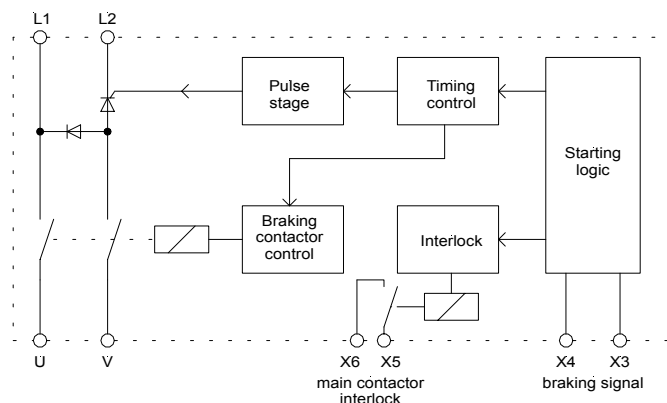 L1 L2
Pulse
stage
Timing
control
Starting
logic
Braking
contactor
control
Interlock
U V X6 X5 X4 X3
main contactor
interlock
braking signal